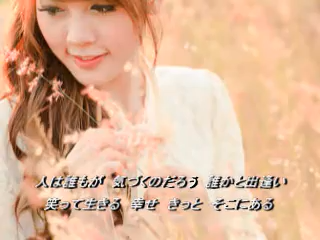 人は誰もが 気づくのだろう 誰かと出逢い
笑って生きる 幸せ きっと そこにある